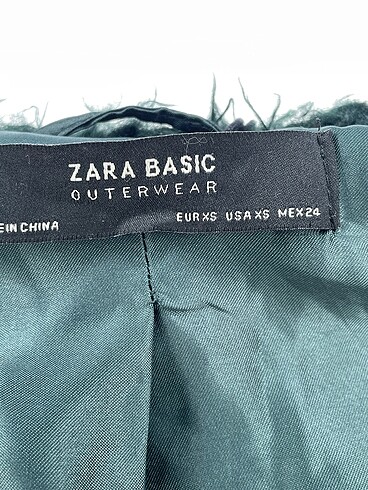 ZARA BASIC
OUTERWEAR
EIN CHINA
EUR XS USA XS MEX 24